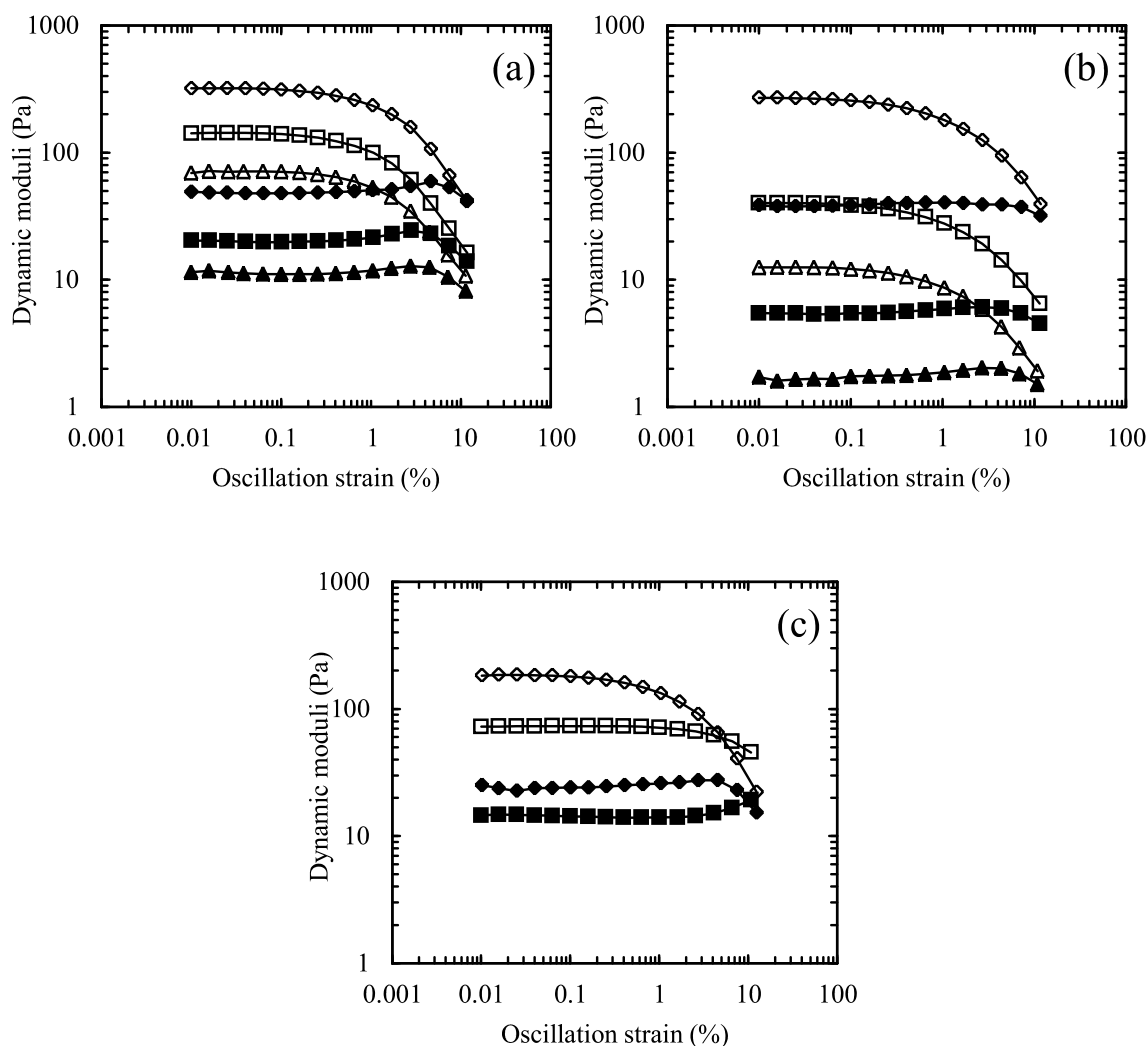 (a)
Dynamic moduli (Pa)
1000
100
10
1
0.001 0.01 0.1 1 10 100
Oscillation strain (%)
(b)
Dynamic moduli (Pa)
1000
100
10
1
0.001 0.01 0.1 1 10 100
Oscillation strain (%)
(c)
Dynamic moduli (Pa)
1000
100
10
1
0.001 0.01 0.1 1 10 100
Oscillation strain (%)